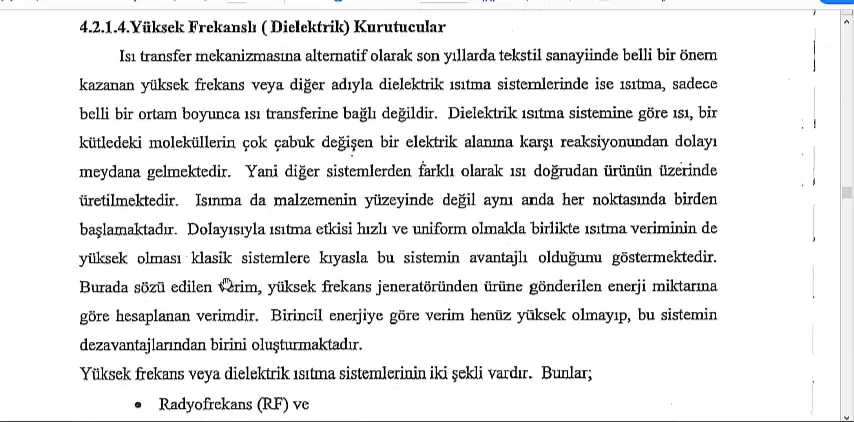 4.2.1.4.Yüksek Frekanslı ( Dielektrik) Kurutucular
Isı transfer mekanizmasına alternatif olarak son yıllarda tekstil sanayiinde belli bir önem
kazanan yüksek frekans veya diğer adıyla dielektrik ısıtma sistemlerinde ise ısıtma, sadece
belli bir ortam boyunca ısı transferine bağlı değildir. Dielektrik ısıtma sistemine göre ısı, bir
kütledeki moleküllerin çok çabuk değişen bir elektrik alanına karşı reaksiyonundan dolayı
meydana gelmektedir. Yani diğer sistemlerden farklı olarak ısı doğrudan ürünün üzerinde
üretilmektedir. Isınma da malzemenin yüzeyinde değil aynı anda her noktasında birden
başlamaktadır. Dolayısıyla ısıtma etkisi hızlı ve uniform olmakla birlikte ısıtma veriminin de
yüksek olması klasik sistemlere kıyasla bu sistemin avantajlı olduğunu göstermektedir.
Burada sözü edilen verim, yüksek frekans jeneratöründen ürüne gönderilen enerji miktarına
göre hesaplanan verimdir. Birincil enerjiye göre verim henüz yüksek olmayıp, bu sistemin
dezavantajlarından birini oluşturmaktadır.
Yüksek frekans veya dielektrik ısıtma sistemlerinin iki şekli vardır. Bunlar;
• Radyofrekans (RF) ve